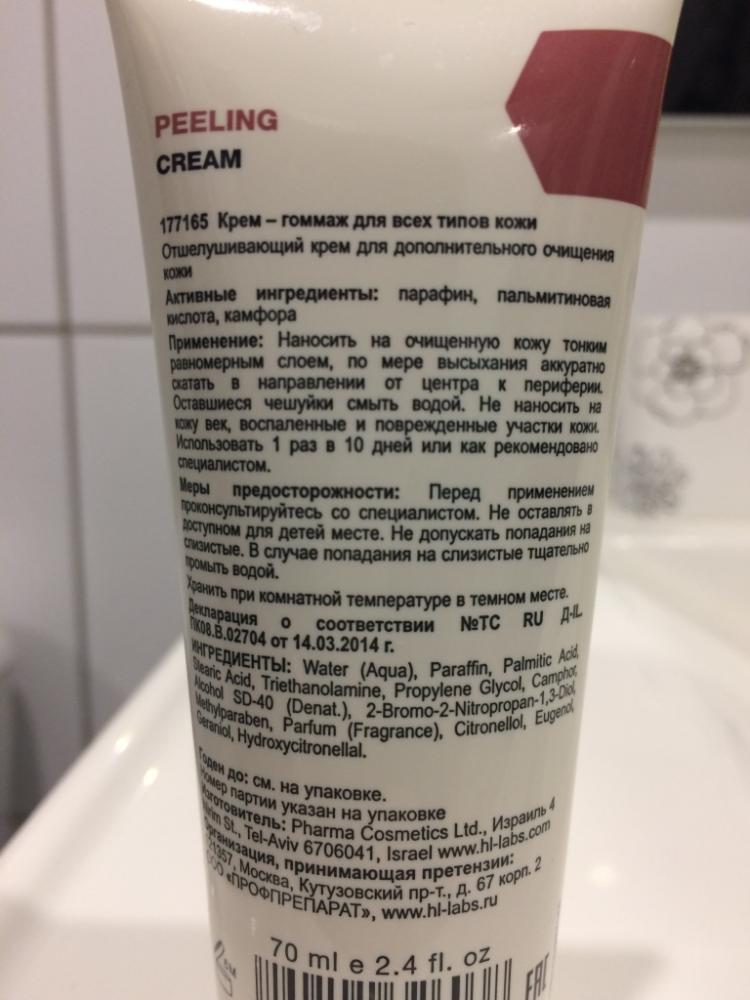 PEELING
CREAM
177165 Крем – гоммаж для всех типов кожи
Отшелушивающий крем для дополнительного очищения
кожи
Активные ингредиенты: парафин, пальмитиновая
кислота, камфора
Применение: Наносить на очищенную кожу тонким
равномерным слоем, по мере высыхания аккуратно
скатать в направлении от центра к периферии.
Оставшиеся чешуйки смыть водой. Не наносить на
кожу век, воспаленные и поврежденные участки кожи.
Использовать 1 раз в 10 дней или как рекомендовано
специалистом.
Меры предосторожности: Перед применением
проконсультируйтесь со специалистом. Не оставлять в
доступном для детей месте. Не допускать попадания на
слизистые. В случае попадания на слизистые тщательно
промыть водой.
Хранить при комнатной температуре в темном месте.
Декларация о соответствии №ТС RU Д-IL.
ПК08.В.02704 от 14.03.2014 г.
ИНГРЕДИЕНТЫ: Water (Aqua), Paraffin, Palmitic Acid,
Stearic Acid, Triethanolamine, Propylene Glycol, Camphor,
Alcohol SD-40 (Denat.), 2-Bromo-2-Nitropropan-1,3-Diol,
Methylparaben, Parfum (Fragrance), Citronellol, Eugenol,
Geraniol, Hydroxycitronellal.
Годен до: см. на упаковке.
Номер партии указан на упаковке
Изготовитель: Pharma Cosmetics Ltd., Израиль 4
St., Tel-Aviv 6706041, Israel www.hl-labs.com
Организация, принимающая претензии:
121357, Москва, Кутузовский пр-т., д. 67 корп. 2
ООО «ПРОФПРЕПАРАТ», www.hl-labs.ru
6M
70 ml e 2.4 fl. oz
EAC